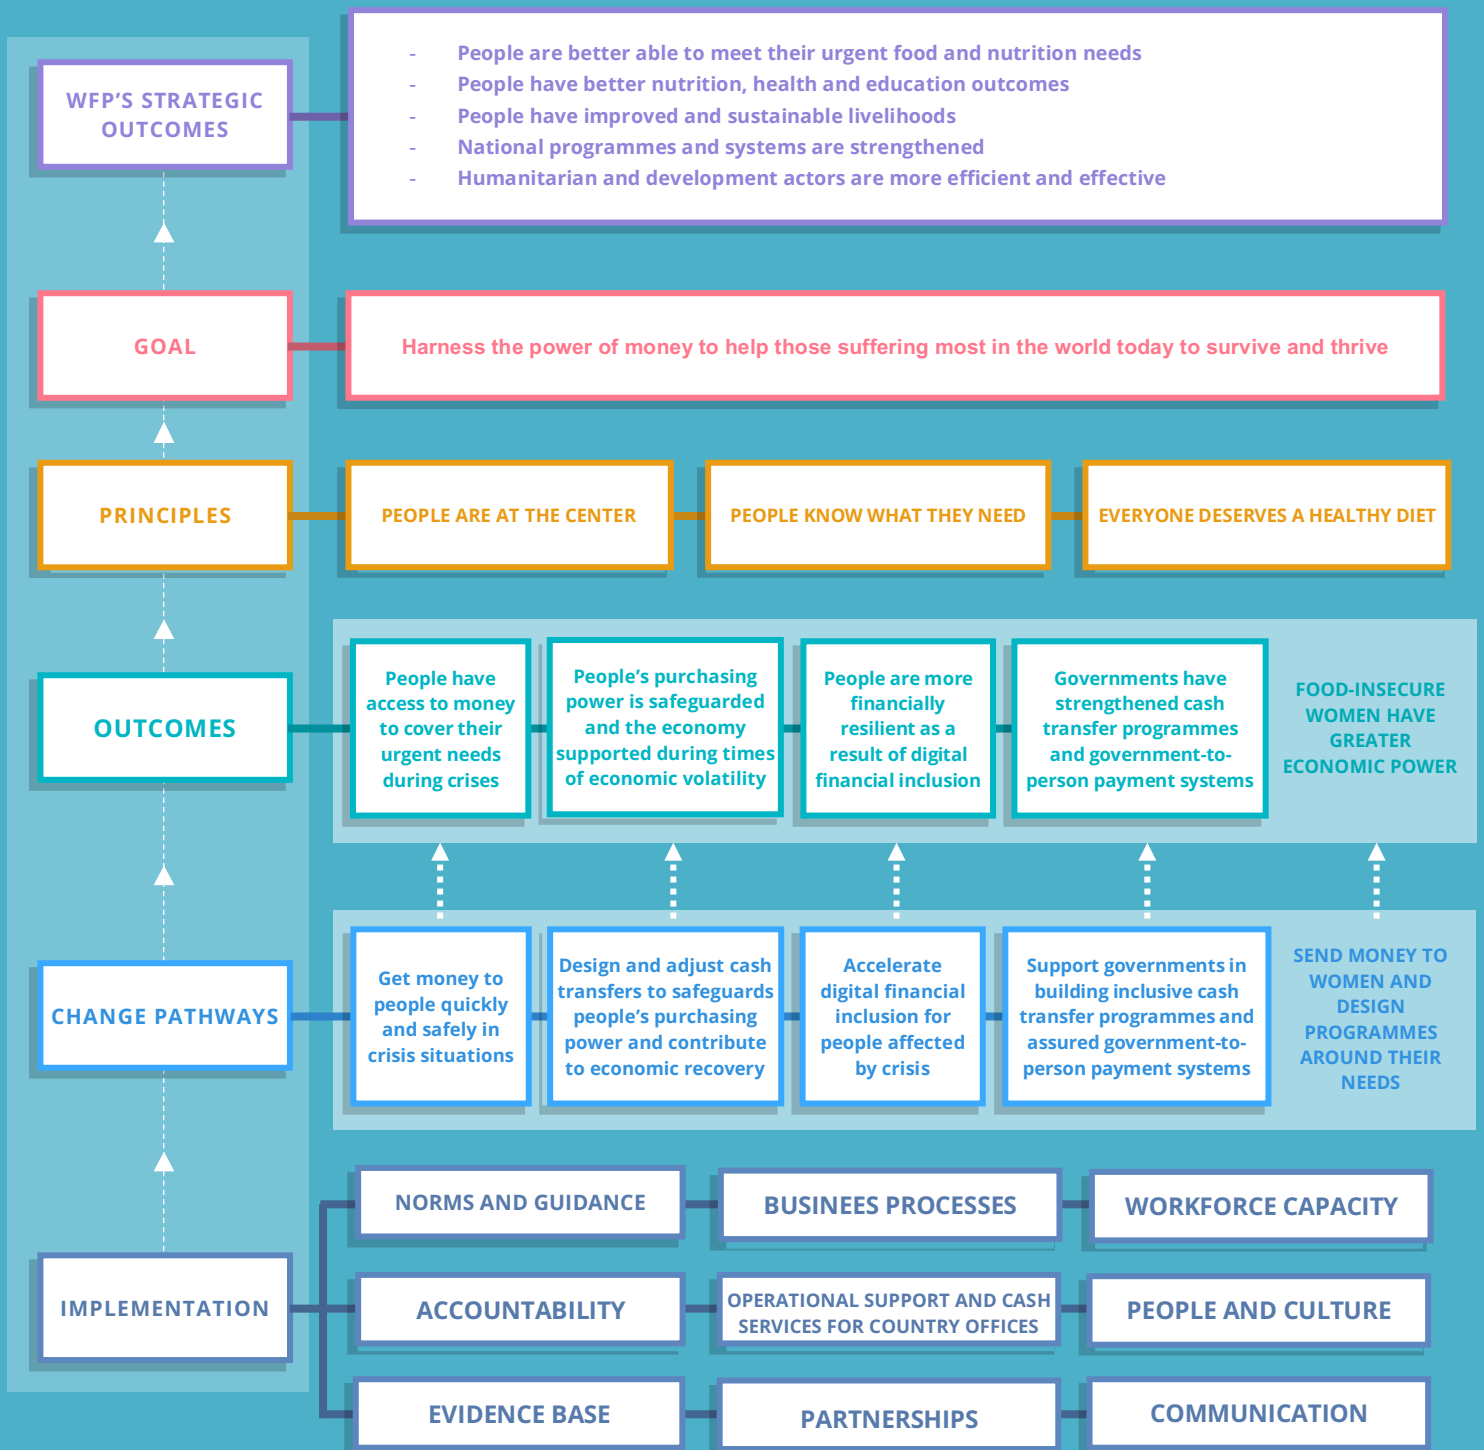 WFP'S STRATEGIC
OUTCOMES
- People are better able to meet their urgent food and nutrition needs
- People have better nutrition, health and education outcomes
- People have improved and sustainable livelihoods
- National programmes and systems are strengthened
- Humanitarian and development actors are more efficient and effective
GOAL
Harness the power of money to help those suffering most in the world today to survive and thrive
PRINCIPLES
PEOPLE ARE AT THE CENTER
PEOPLE KNOW WHAT THEY NEED
EVERYONE DESERVES A HEALTHY DIET
OUTCOMES
People have
access to money
to cover their
urgent needs
during crises
People's purchasing
power is safeguarded
and the economy
supported during times
of economic volatility
People are more
financially
resilient as a
result of digital
financial inclusion
Governments have
strengthened cash
transfer programmes
and government-to-
person payment systems
FOOD-INSECURE
WOMEN HAVE
GREATER
ECONOMIC POWER
CHANGE PATHWAYS
Get money to
people quickly
and safely in
crisis situations
Design and adjust cash
transfers to safeguards
people's purchasing
power and contribute
to economic recovery
Accelerate
digital financial
inclusion for
people affected
by crisis
Support governments in
building inclusive cash
transfer programmes and
assured government-to-
person payment systems
SEND MONEY TO
WOMEN AND
DESIGN
PROGRAMMES
AROUND THEIR
NEEDS
IMPLEMENTATION
NORMS AND GUIDANCE
BUSINEES PROCESSES
WORKFORCE CAPACITY
ACCOUNTABILITY
OPERATIONAL SUPPORT AND CASH
SERVICES FOR COUNTRY OFFICES
PEOPLE AND CULTURE
EVIDENCE BASE
PARTNERSHIPS
COMMUNICATION